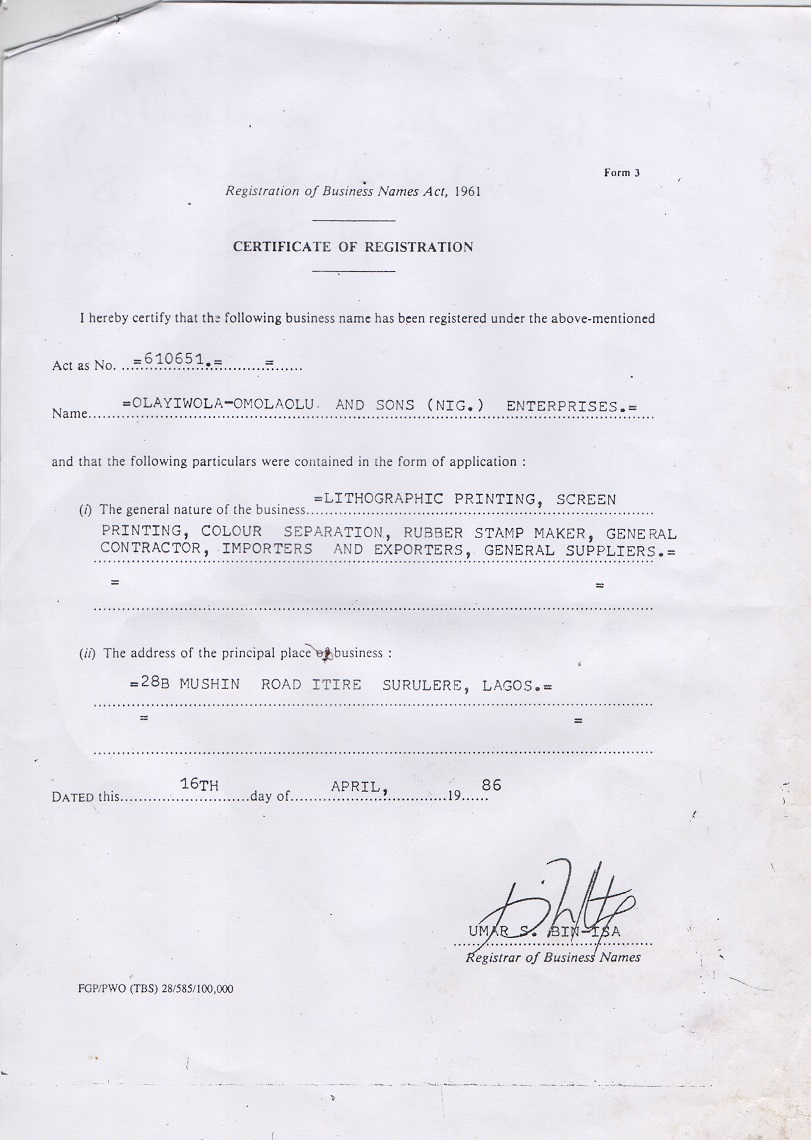 Form 3
Registration of Business Names Act, 1961
CERTIFICATE OF REGISTRATION
I hereby certify that the following business name has been registered under the above-mentioned
Act as No. ...=610651.=..........=.......
Name...=OLAYIWOLA-OMOLAOLU. AND SONS (NIG.) ENTERPRISES.=
and that the following particulars were contained in the form of application :
(i) The general nature of the business...=LITHOGRAPHIC PRINTING, SCREEN
PRINTING, COLOUR SEPARATION, RUBBER STAMP MAKER, GENERAL
CONTRACTOR, IMPORTERS AND EXPORTERS, GENERAL SUPPLIERS.=
= =
(ii) The address of the principal place of business :
=28B MUSHIN ROAD ITIRE SURULERE, LAGOS.=
= =
DATED this......16TH......day of......APRIL,......19...86
UMAR S. BIN-ISA
Registrar of Business Names
FGP/PWO (TBS) 28/585/100,000